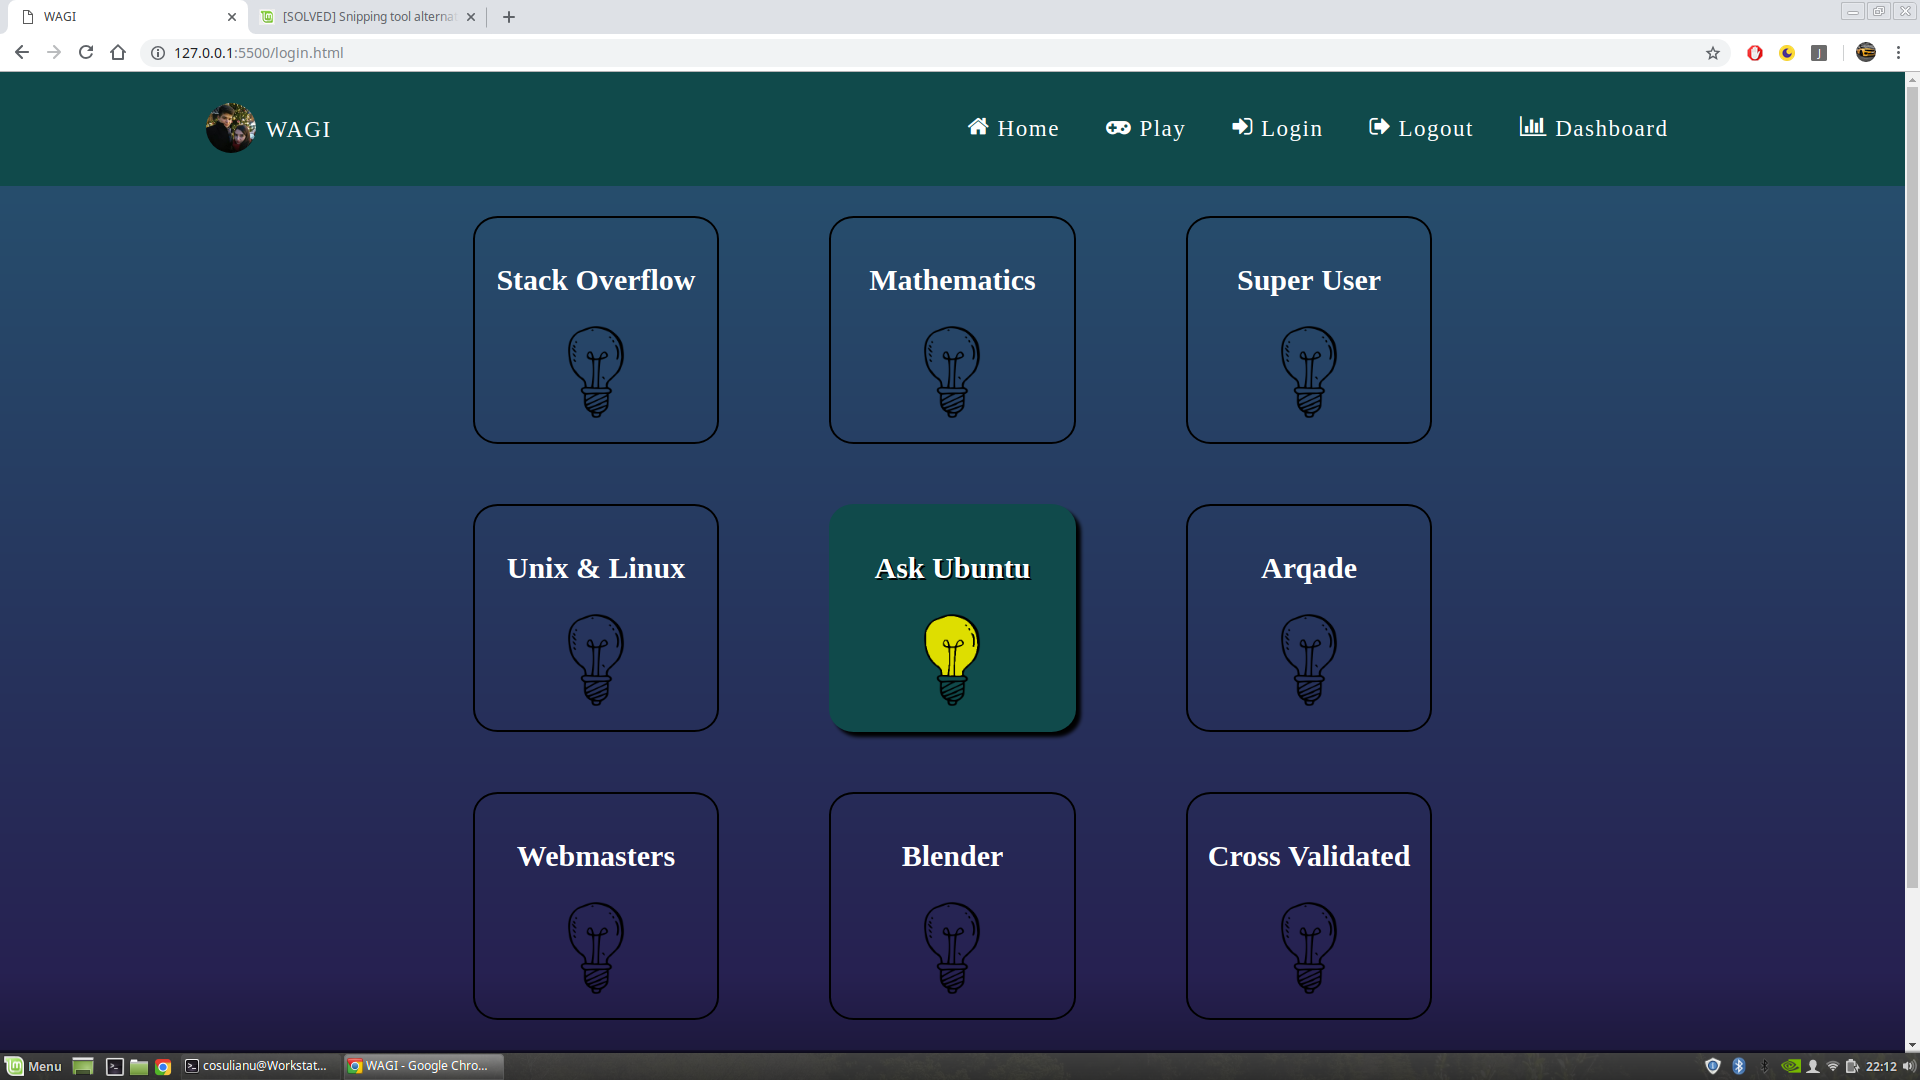 WAGI
[SOLVED] Snipping tool alternat
127.0.0.1:5500/login.html
J
WAGI
Home
Play
Login
Logout
Dashboard
Stack Overflow
Mathematics
Super User
Unix & Linux
Ask Ubuntu
Arqade
Webmasters
Blender
Cross Validated
Menu
cosulianu@Workstat...
WAGI - Google Chro...
22:12